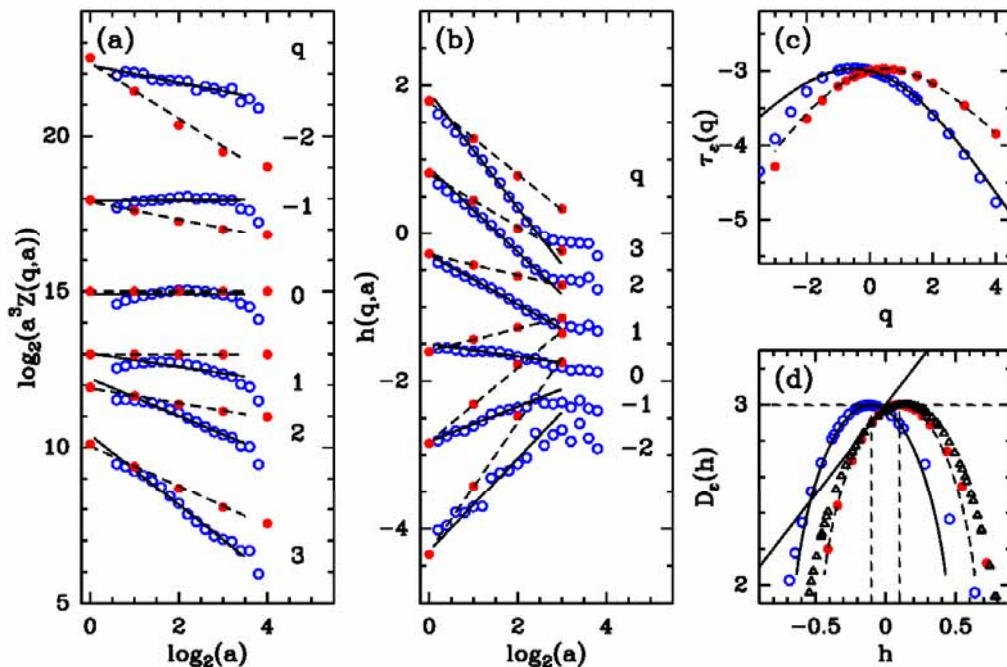 (a)
q
-2
-1
0
1
2
3
20
15
10
5
log₂(a³Z(q,a))
0 2 4
log₂(a)
(b)
q
3
2
1
0
-1
-2
2
0
-2
-4
h(q,a)
0 2 4
log₂(a)
(c)
-3
-4
-5
τε(q)
-2 0 2 4
q
(d)
3
2
Dε(h)
-0.5 0 0.5
h